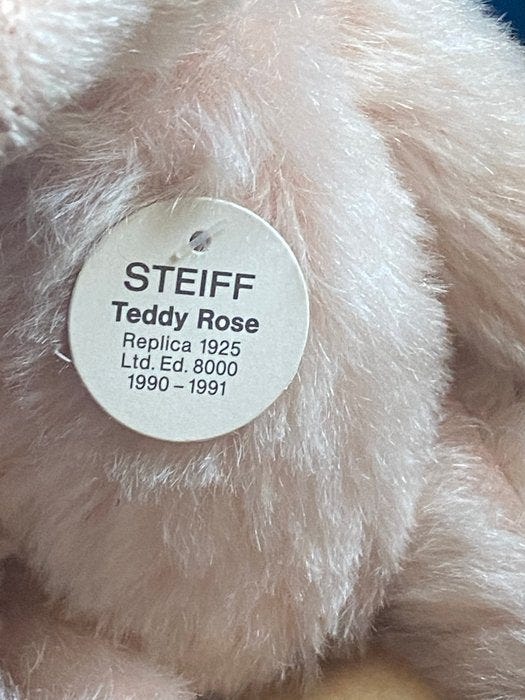 STEIFF
Teddy Rose
Replica 1925
Ltd. Ed. 8000
1990 – 1991